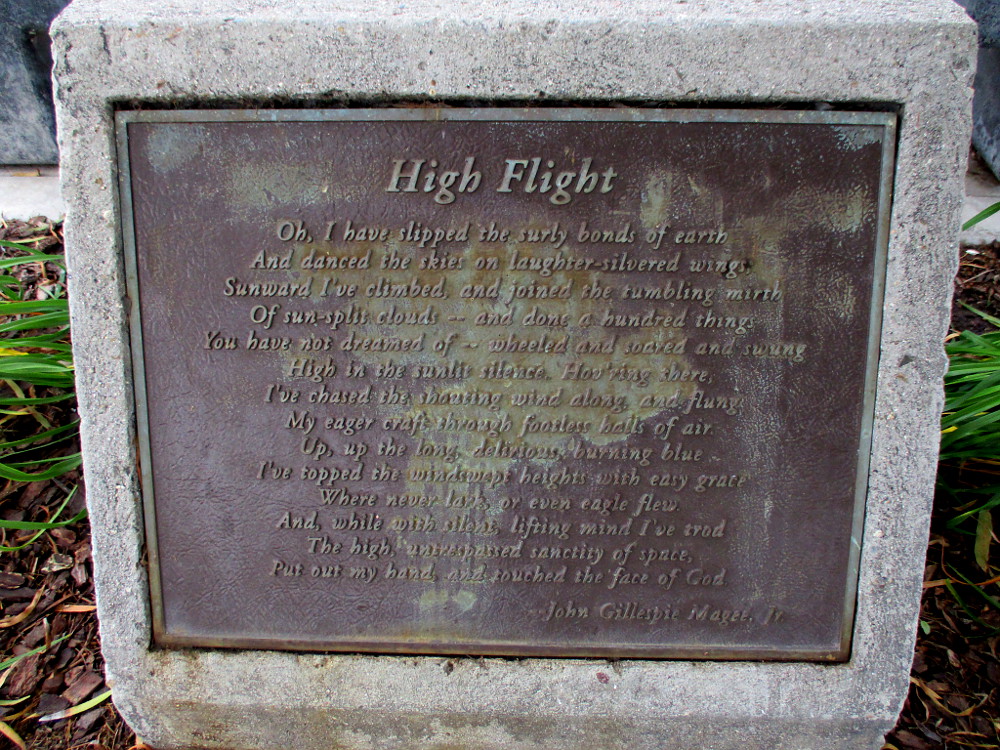 High Flight
Oh, I have slipped the surly bonds of earth
And danced the skies on laughter-silvered wings;
Sunward I've climbed, and joined the tumbling mirth
Of sun-split clouds -- and done a hundred things
You have not dreamed of -- wheeled and soared and swung
High in the sunlit silence. Hov'ring there,
I've chased the shouting wind along, and flung
My eager craft through footless halls of air.
Up, up the long, delirious, burning blue
I've topped the windswept heights with easy grace
Where never lark, or even eagle flew.
And, while with silent, lifting mind I've trod
The high, untrespassed sanctity of space,
Put out my hand, and touched the face of God
--John Gillespie Magee, Jr.